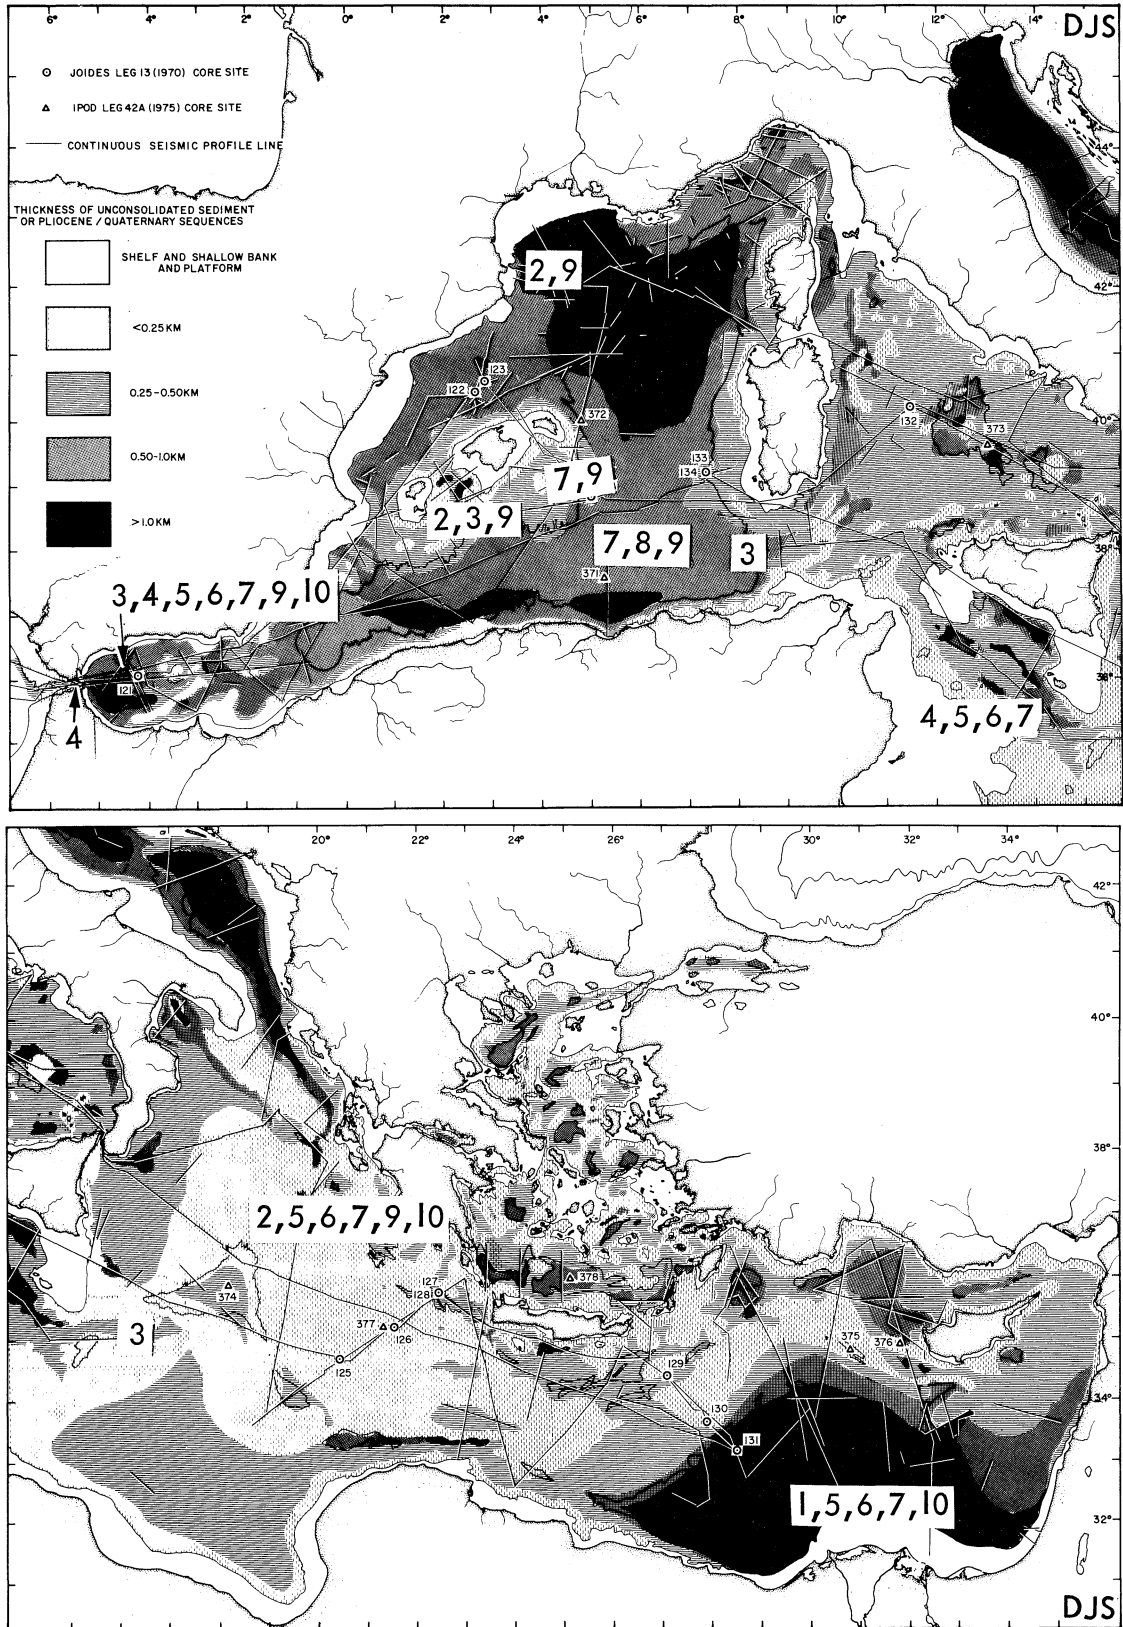 6° 4° 2° 0° 2° 4° 6° 8° 10° 12° 14°
DJS
JOIDES LEG 13 (1970) CORE SITE
IPOD LEG 42A (1975) CORE SITE
CONTINUOUS SEISMIC PROFILE LINE
44°
THICKNESS OF UNCONSOLIDATED SEDIMENT
OR PLIOCENE / QUATERNARY SEQUENCES
SHELF AND SHALLOW BANK
AND PLATFORM
2,9
42°
<0.25 KM
123
122
0.25-0.50KM
372
132
373
40°
133
134
0.50-1.0KM
7,9
2,3,9
>1.0 KM
7,8,9
3
38°
371
3,4,5,6,7,9,10
121
38°
4
4,5,6,7
20° 24° 26° 28° 30° 32° 34°
42°
40°
38°
2,5,6,7,9,10
127
128
378
374
377
126
3
125
375
376
129
34°
130
131
1,5,6,7,10
32°
DJS